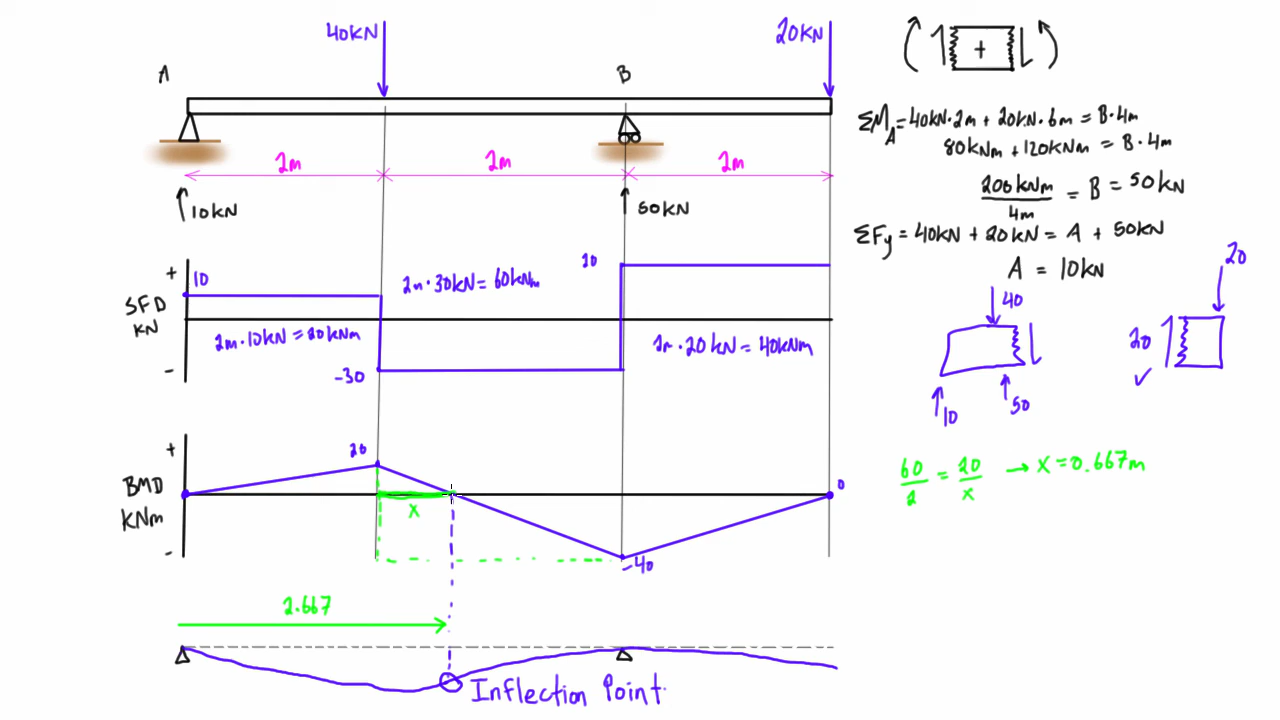 40KN
20KN
A
B
2m
2m
2m
10KN
50KN
+
10
SFD
KN
-
2m·10KN = 20KNm
2m·30KN = 60KNm
-30
20
2m·20KN = 40KNm
+
20
BMD
KNm
-
x
-40
0
2.667
Inflection Point
+
ΣM_A = 40KN·2m + 20KN·6m = B·4m
80KNm + 120KNm = B·4m
200KNm / 4m = B = 50KN
ΣFy = 40KN + 20KN = A + 50KN
A = 10KN
40
10
50
20
20
✓
60/2 = 20/x → x = 0.667m